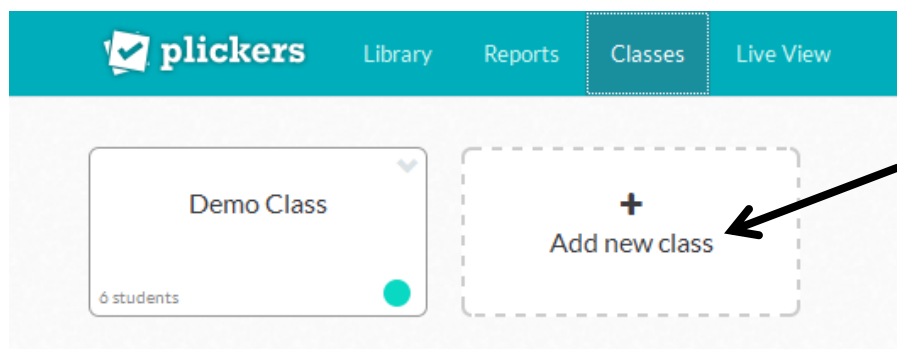 plickers Library Reports Classes Live View
Demo Class
6 students
+
Add new class